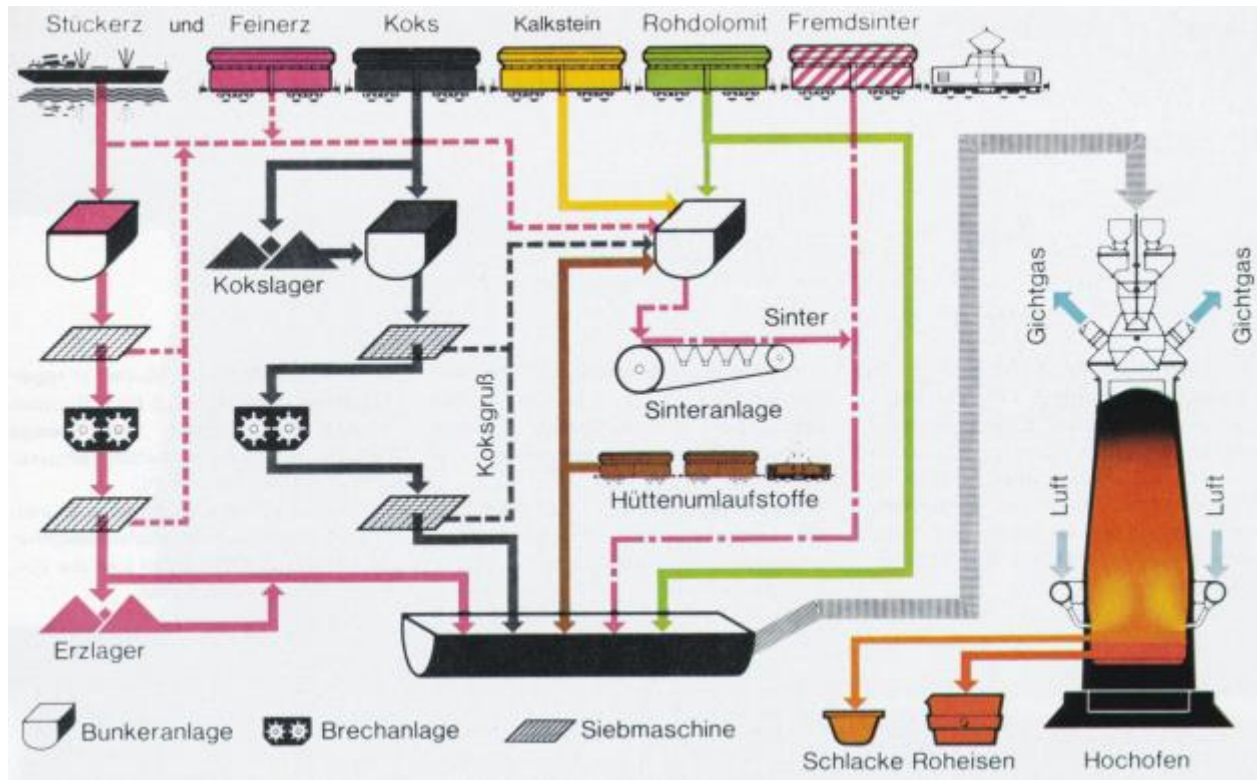 Stückerz und Feinerz Koks Kalkstein Rohdolomit Fremdsinter
Gichtgas
Gichtgas
Kokslager
Sinter
Sinteranlage
Koksgruß
Hüttenumlaufstoffe
Luft
Luft
Erzlager
Bunkeranlage Brechanlage Siebmaschine
Schlacke Roheisen Hochofen